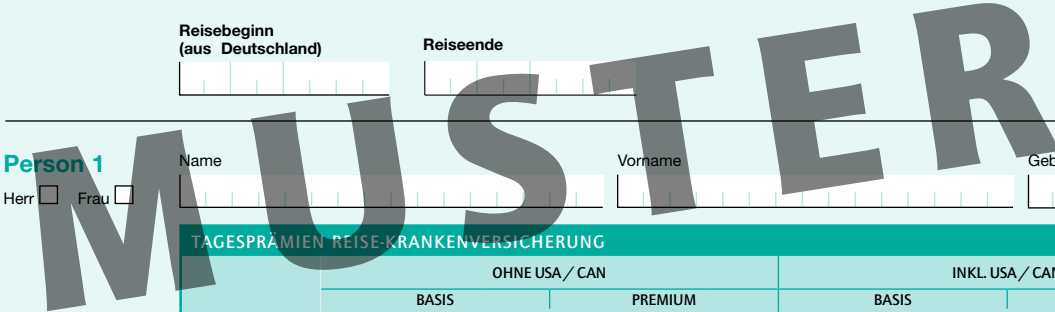 Reisebeginn
(aus Deutschland)
Reiseende
MUSTER
Person 1
Name
Vorname
Geb
Herr
Frau
TAGESPRÄMIEN REISE-KRANKENVERSICHERUNG
OHNE USA / CAN
INKL. USA / CAN
BASIS
PREMIUM
BASIS